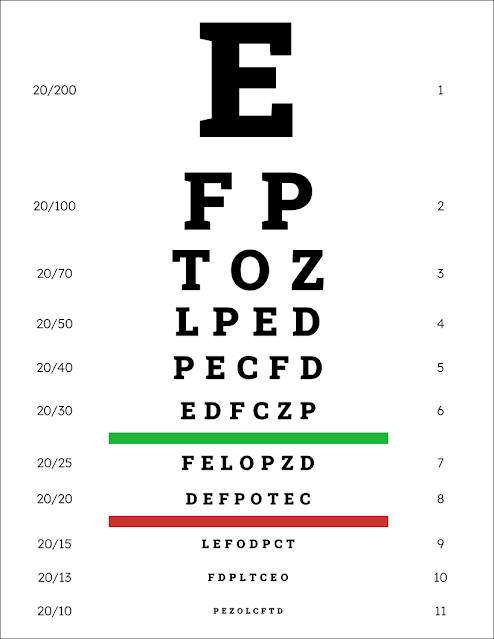 20/200 E 1
20/100 F P 2
20/70 T O Z 3
20/50 L P E D 4
20/40 P E C F D 5
20/30 E D F C Z P 6
20/25 F E L O P Z D 7
20/20 D E F P O T E C 8
20/15 L E F O D P C T 9
20/13 F D P L T C E O 10
20/10 P E Z O L C F T D 11